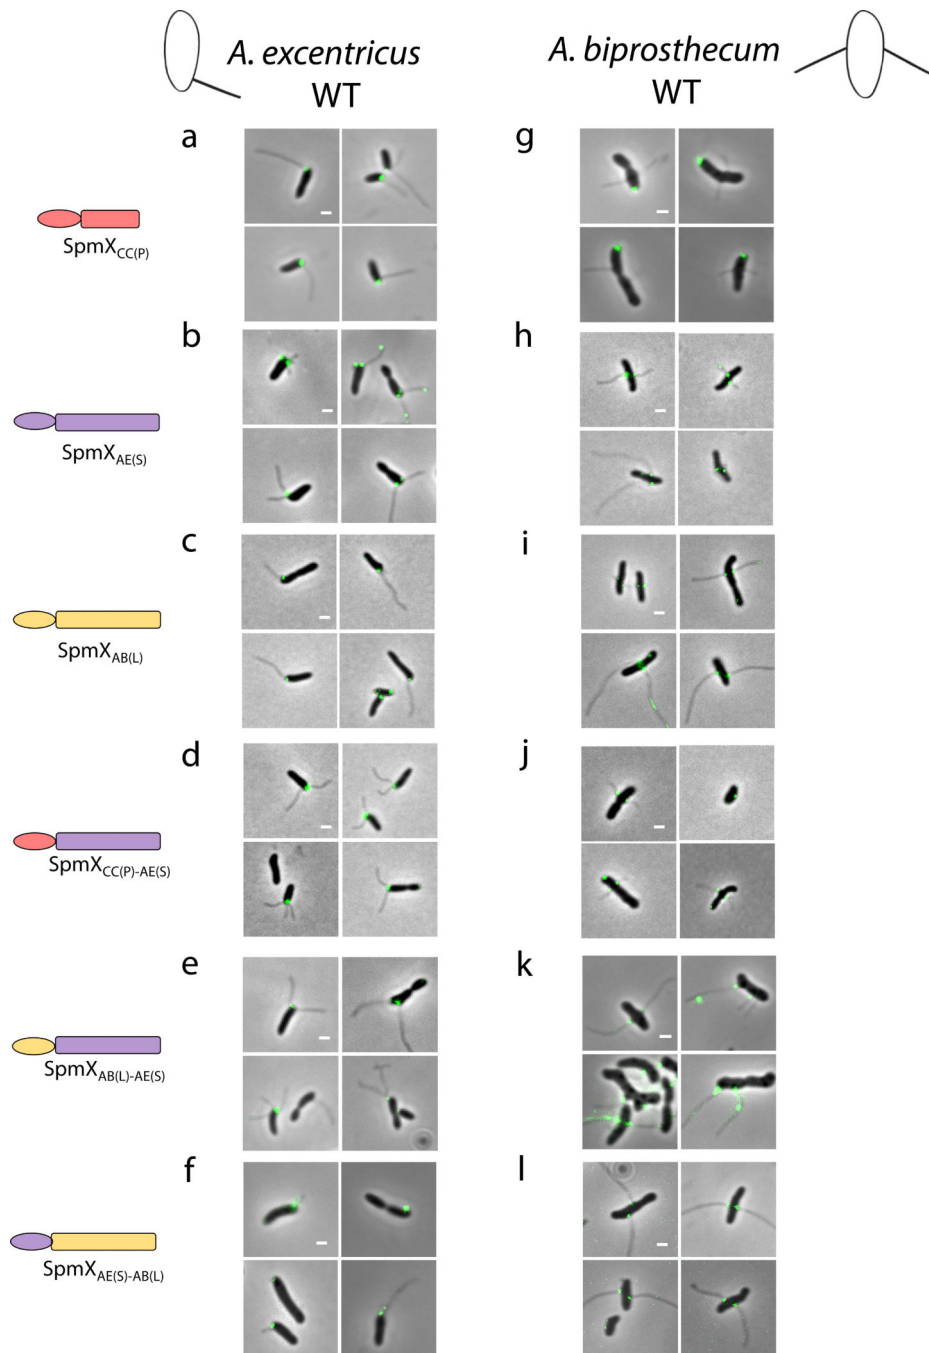 A. excentricus
WT
A. biprosthecum
WT
a
g
SpmXCC(P)
b
h
SpmXAE(S)
c
i
SpmXAB(L)
d
j
SpmXCC(P)-AE(S)
e
k
SpmXAB(L)-AE(S)
f
l
SpmXAE(S)-AB(L)